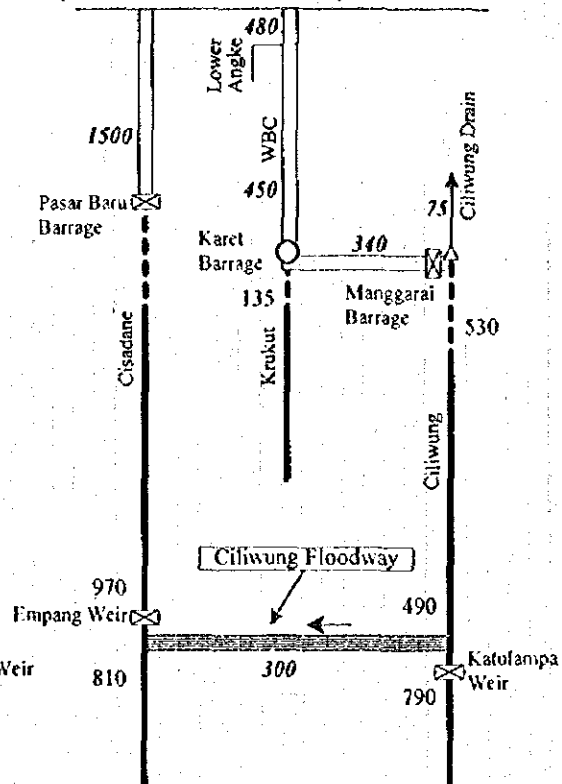 480
Lower
Angke
WBC
1500
450
Ciliwung Drain
75
Pasar Baru
Barrage
Karet
Barrage
340
135
Manggarai
Barrage
530
Cisadane
Krukut
Ciliwung
Ciliwung Floodway
970
490
Empang Weir
300
Katulampa
Weir
Weir
810
790